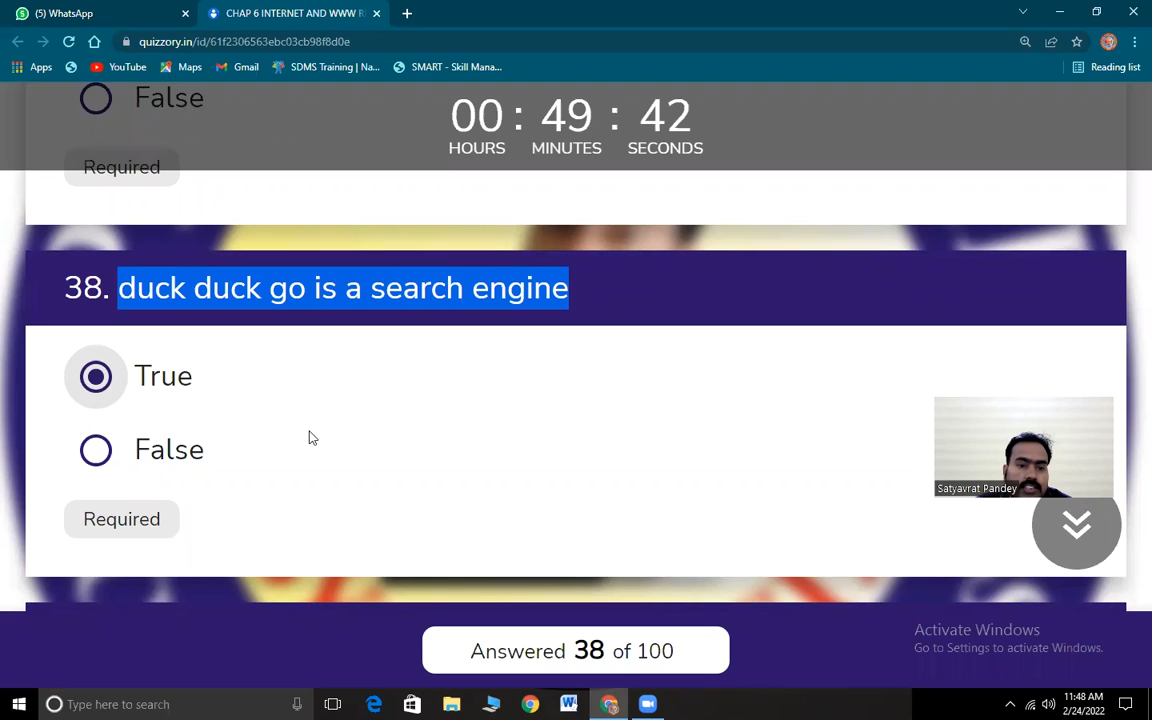 (5) WhatsApp
CHAP 6 INTERNET AND WWW R
quizzory.in/id/61f2306563ebc03cb98f8d0e
Apps
YouTube
Maps
Gmail
SDMS Training | Na...
SMART - Skill Mana...
Reading list
False
00 : 49 : 42
HOURS MINUTES SECONDS
Required
38. duck duck go is a search engine
True
False
Satyavrat Pandey
Required
Answered 38 of 100
Activate Windows
Go to Settings to activate Windows.
Type here to search
11:48 AM
2/24/2022